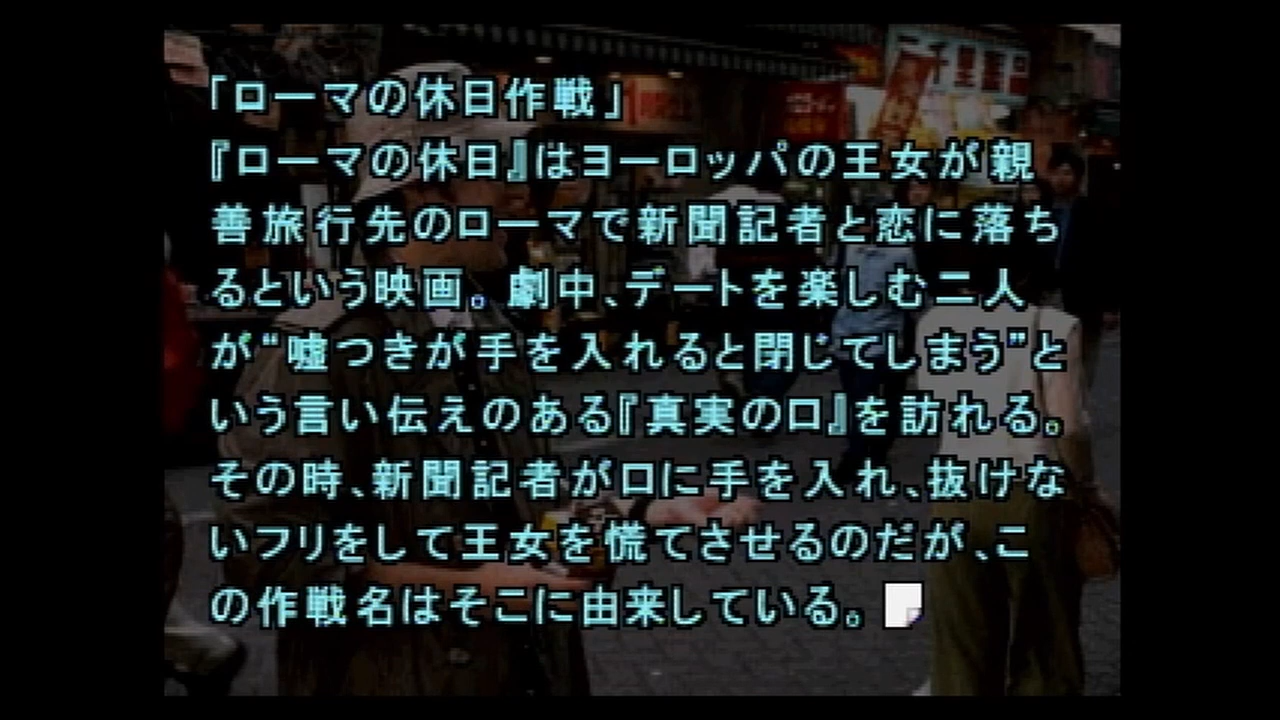 「ローマの休日作戦」
『ローマの休日』はヨーロッパの王女が親
善旅行先のローマで新聞記者と恋に落ち
るという映画。劇中、デートを楽しむ二人
が“嘘つきが手を入れると閉じてしまう”と
いう言い伝えのある『真実の口』を訪れる。
その時、新聞記者が口に手を入れ、抜けな
いフリをして王女を慌てさせるのだが、こ
の作戦名はそこに由来している。